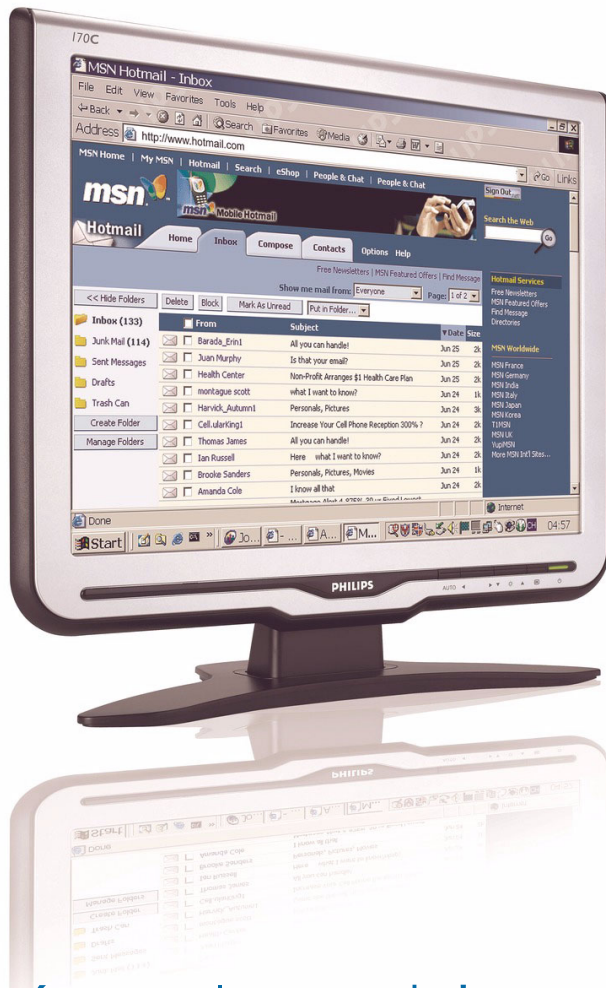 170C
MSN Hotmail - Inbox
File Edit View Favorites Tools Help
Back Search Favorites Media
Address http://www.hotmail.com Go Links
MSN Home | My MSN | Hotmail | Search | eShop | People & Chat | People & Chat
Sign Out
msn
msn Mobile Hotmail
Search the Web
Go
Hotmail Home Inbox Compose Contacts Options Help
Free Newsletters | MSN Featured Offers | Find Message
Show me mail from: Everyone Page: 1 of 2
<< Hide Folders Delete Block Mark As Unread Put in Folder...
From Subject Date Size
Inbox (133)
Junk Mail (114)
Sent Messages
Drafts
Trash Can
Create Folder
Manage Folders
Barada_Erin1 All you can handle! Jun 25 2k
Juan Murphy Is that your email? Jun 25 2k
Health Center Non-Profit Arranges $1 Health Care Plan Jun 25 2k
montague scott what I want to know? Jun 24 2k
Harvick_Autumn1 Personals, Pictures Jun 24 3k
Cell.ularKing1 Increase Your Cell Phone Reception 300% ? Jun 24 2k
Thomas James All you can handle! Jun 24 2k
Ian Russell Here what I want to know? Jun 24 2k
Brooke Sanders Personals, Pictures, Movies Jun 24 1k
Amanda Cole I know all that Jun 24 2k
Hotmail Services
Free Newsletters
MSN Featured Offers
Find Message
Directories
MSN Worldwide
MSN France
MSN Germany
MSN India
MSN Italy
MSN Japan
MSN Korea
T1MSN
MSN UK
YupiMSN
More MSN Int'l Sites...
Done Internet
Start Jo... - ... A... M... CH 04:57
PHILIPS
AUTO